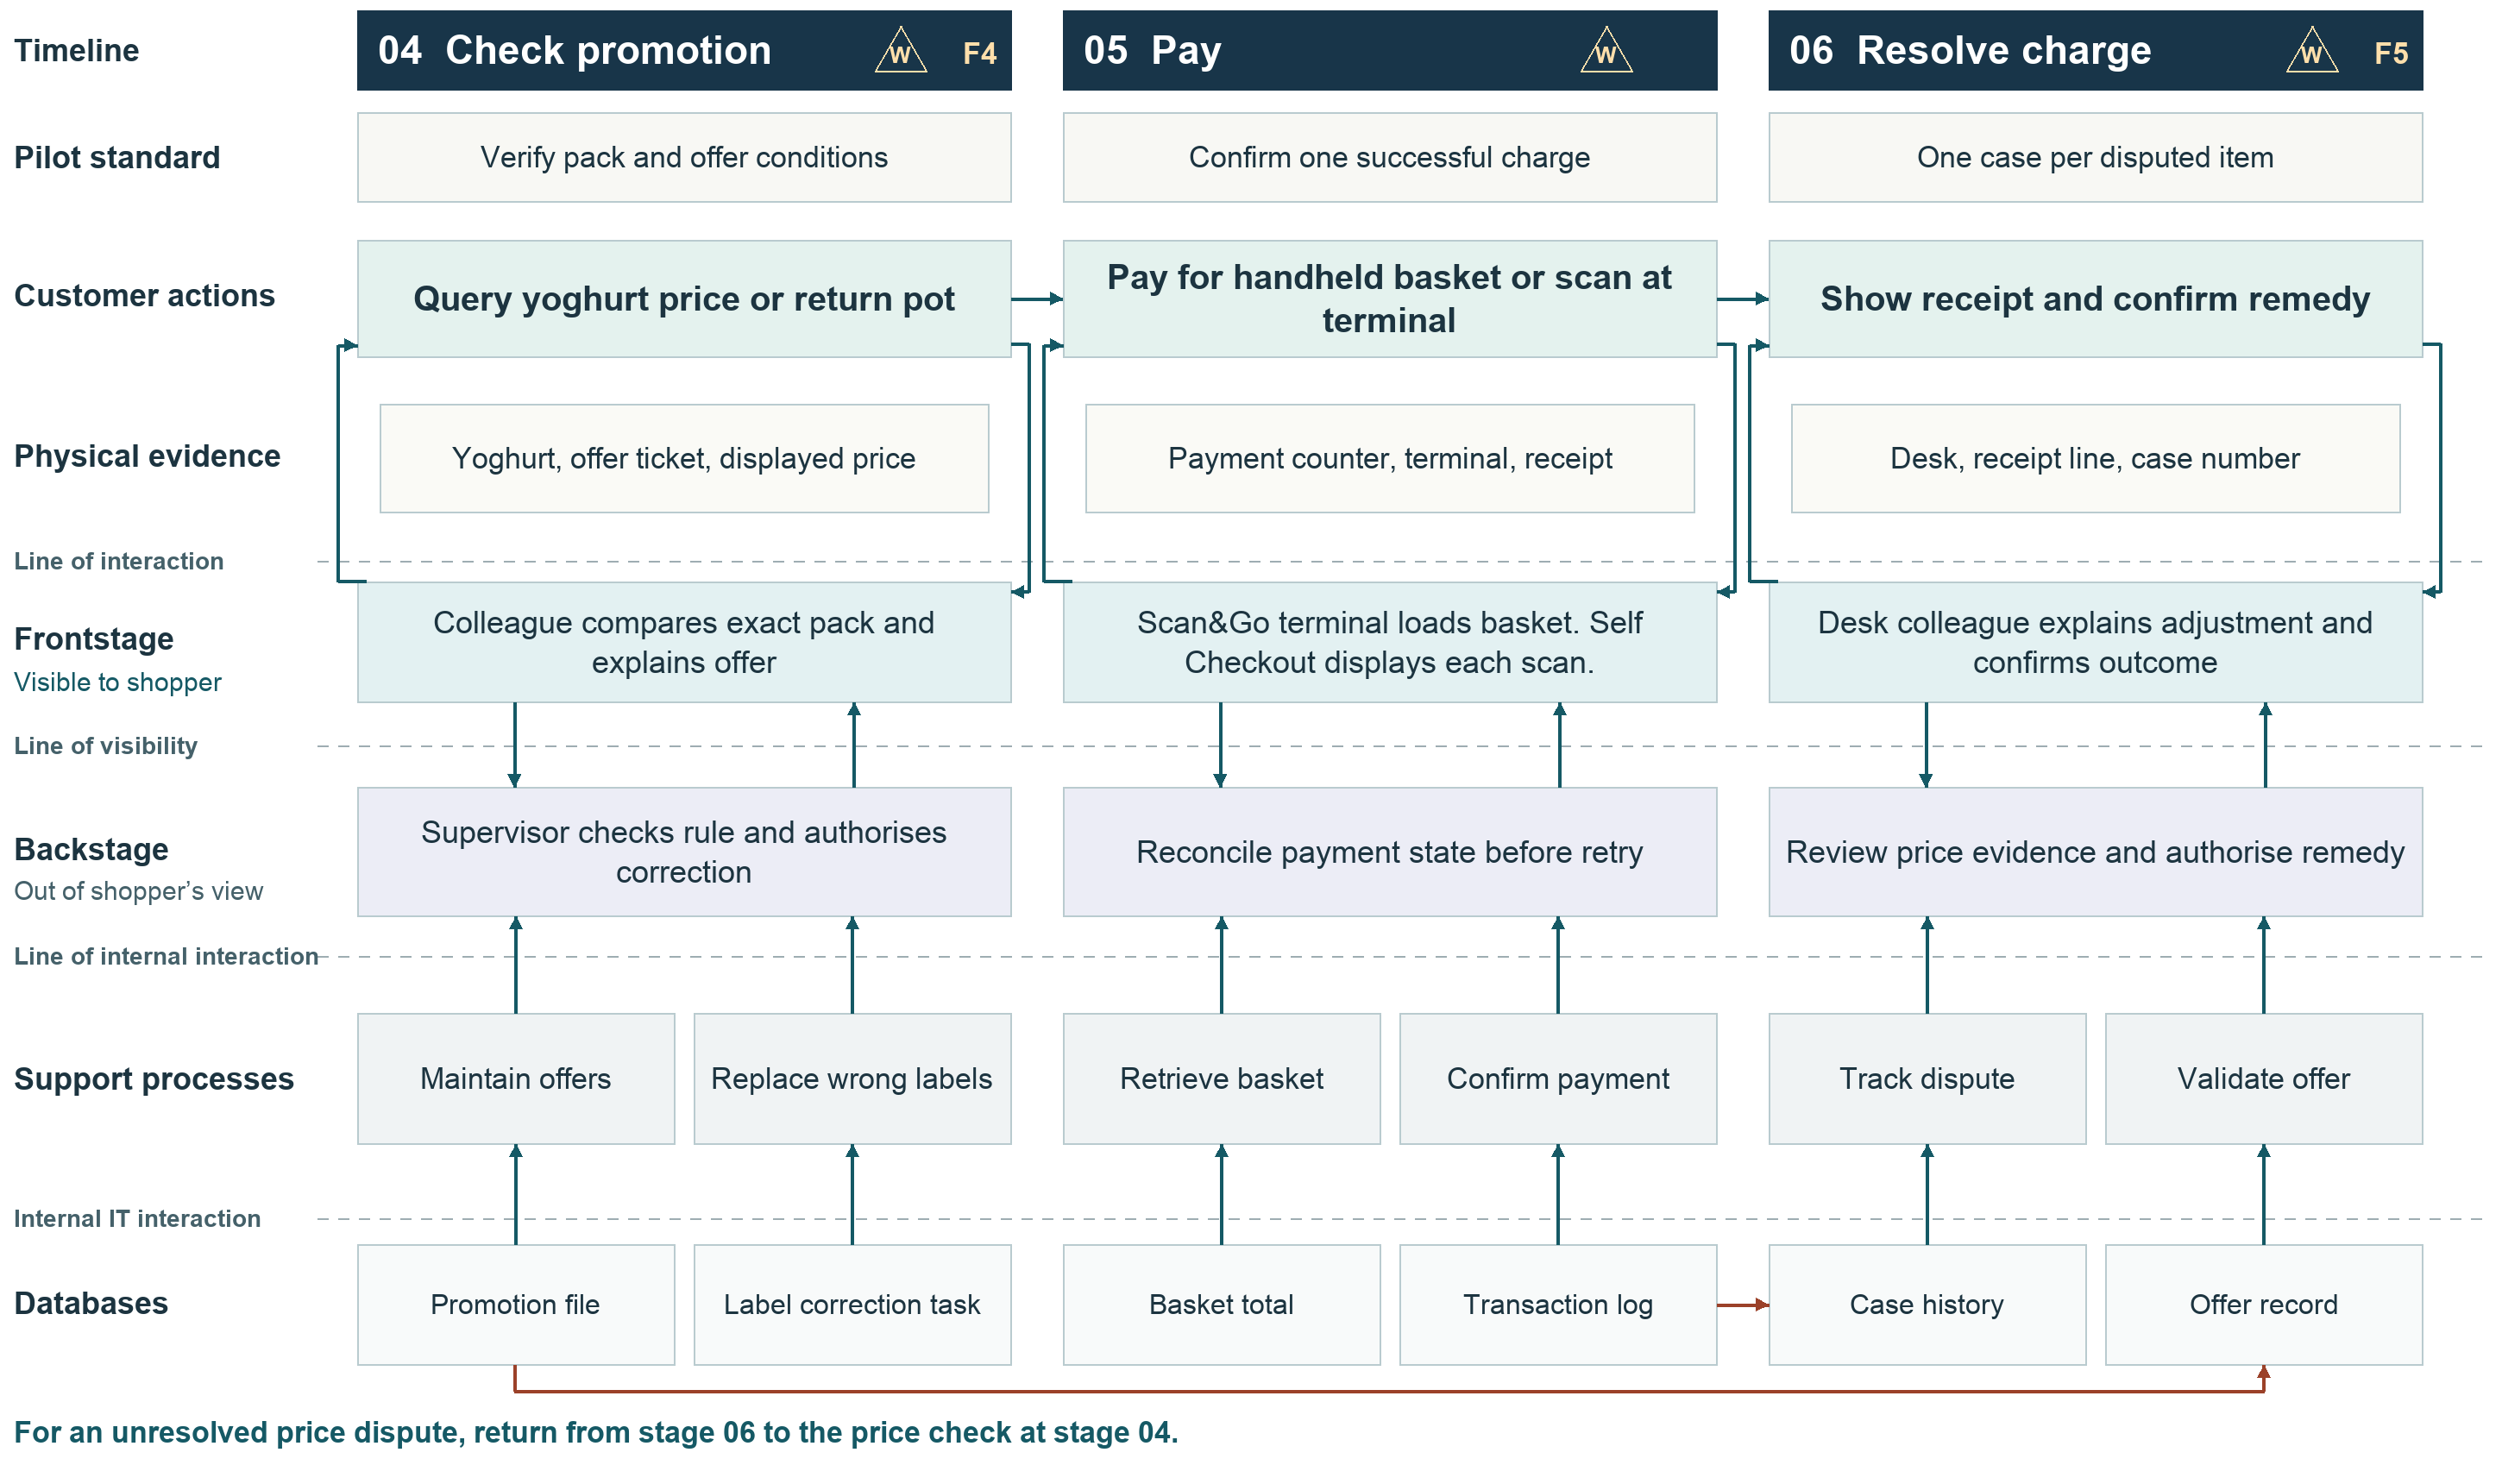 Timeline
04 Check promotion W F4
05 Pay W
06 Resolve charge W F5
Pilot standard
Verify pack and offer conditions
Confirm one successful charge
One case per disputed item
Customer actions
Query yoghurt price or return pot
Pay for handheld basket or scan at
terminal
Show receipt and confirm remedy
Physical evidence
Yoghurt, offer ticket, displayed price
Payment counter, terminal, receipt
Desk, receipt line, case number
Line of interaction
Frontstage
Visible to shopper
Colleague compares exact pack and
explains offer
Scan&Go terminal loads basket. Self
Checkout displays each scan.
Desk colleague explains adjustment and
confirms outcome
Line of visibility
Backstage
Out of shopper’s view
Supervisor checks rule and authorises
correction
Reconcile payment state before retry
Review price evidence and authorise remedy
Line of internal interaction
Support processes
Maintain offers
Replace wrong labels
Retrieve basket
Confirm payment
Track dispute
Validate offer
Internal IT interaction
Databases
Promotion file
Label correction task
Basket total
Transaction log
Case history
Offer record
For an unresolved price dispute, return from stage 06 to the price check at stage 04.